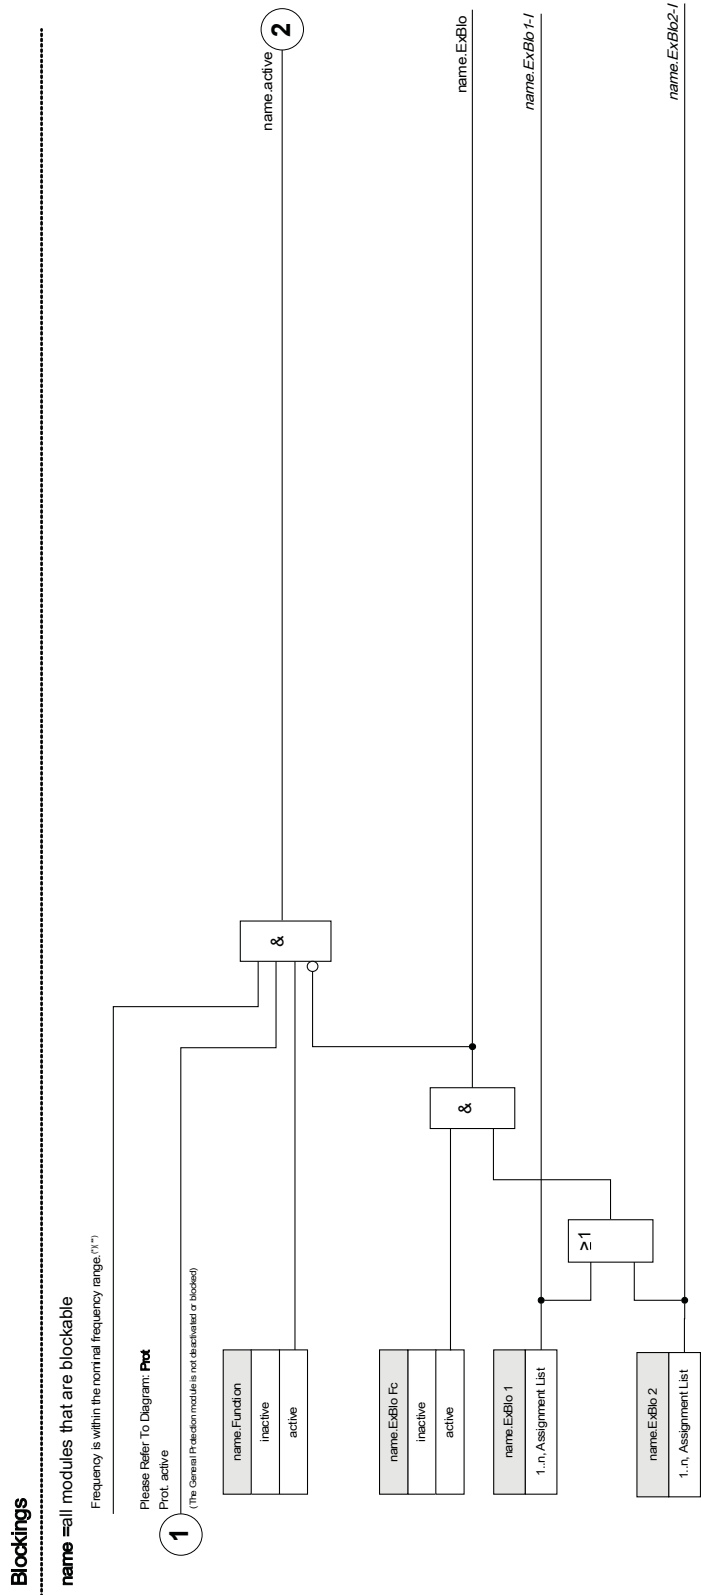 Blockings
name =all modules that are blockable
Frequency is within the nominal frequency range.
Please Refer To Diagram: Prot
Prot. active
1
(The General Protection module is not deactivated or blocked)
name.Function
inactive
active
name.ExBlo Fc
inactive
active
name.ExBlo 1
1..n, Assignment List
name.ExBlo 2
1..n, Assignment List
≥1
&
&
name.active
2
name.ExBlo
name.ExBlo1-I
name.ExBlo2-I